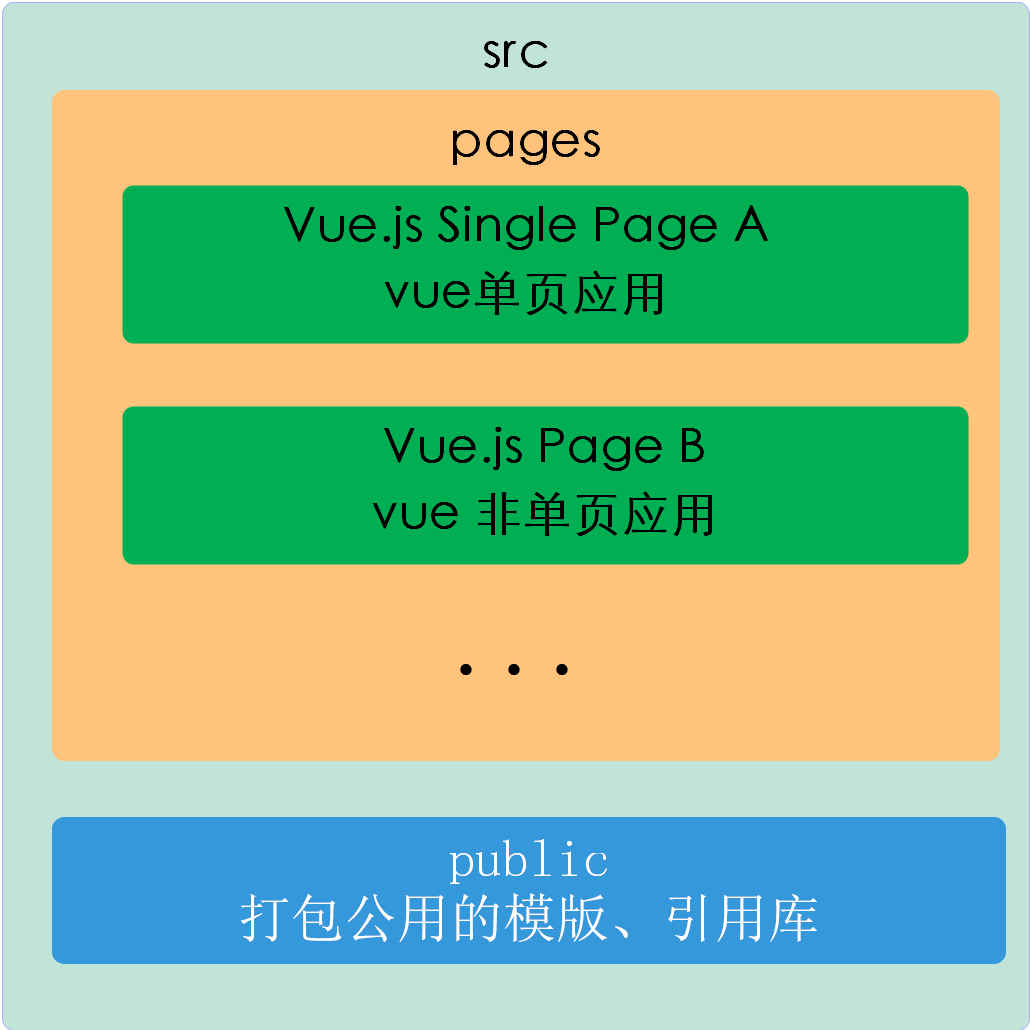 src
pages
Vue.js Single Page A
vue单页应用
Vue.js Page B
vue 非单页应用
...
public
打包公用的模版、引用库